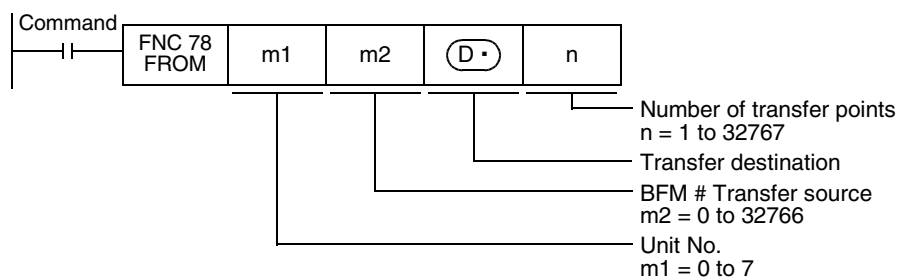 Command
FNC 78
FROM
m1
m2
D •
n
Number of transfer points
n = 1 to 32767
Transfer destination
BFM # Transfer source
m2 = 0 to 32766
Unit No.
m1 = 0 to 7